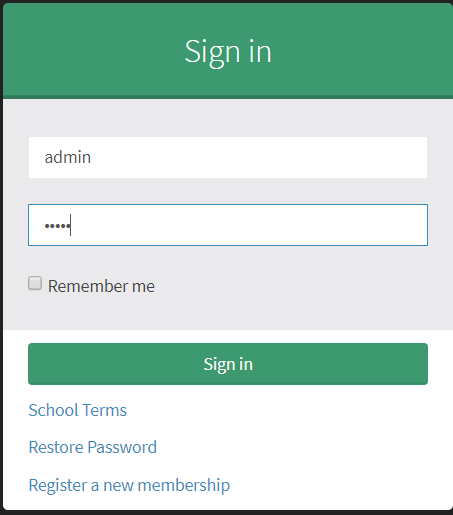 Sign in
admin
•••••
Remember me
Sign in
School Terms
Restore Password
Register a new membership